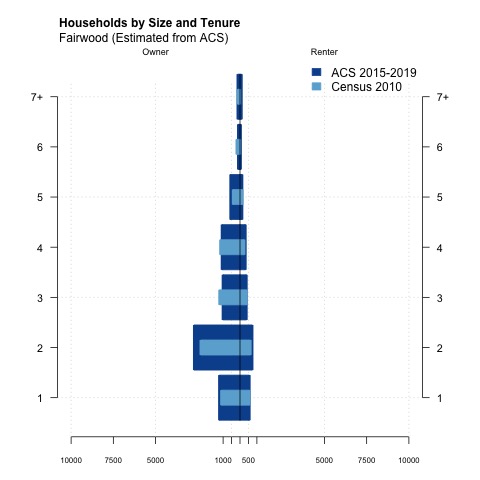 Households by Size and Tenure
Fairwood (Estimated from ACS)
Owner Renter
ACS 2015-2019
Census 2010
7+ 7+
6 6
5 5
4 4
3 3
2 2
1 1
10000 7500 5000 1000 500 5000 7500 10000